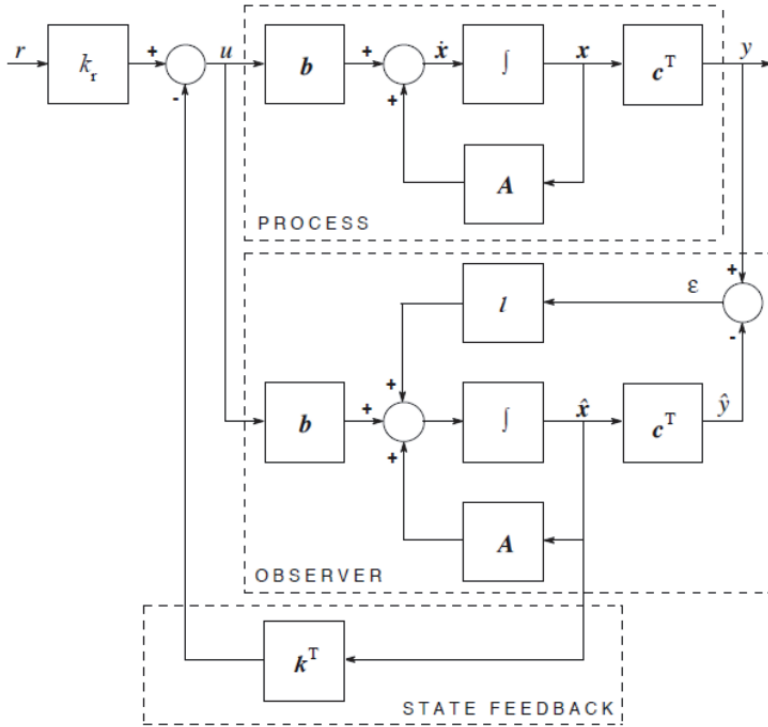 r
k_r
+
-
u
b
+
+
ẋ
∫
x
c^T
y
A
PROCESS
+
-
ε
l
+
b
+
+
∫
x̂
c^T
ŷ
A
OBSERVER
k^T
STATE FEEDBACK